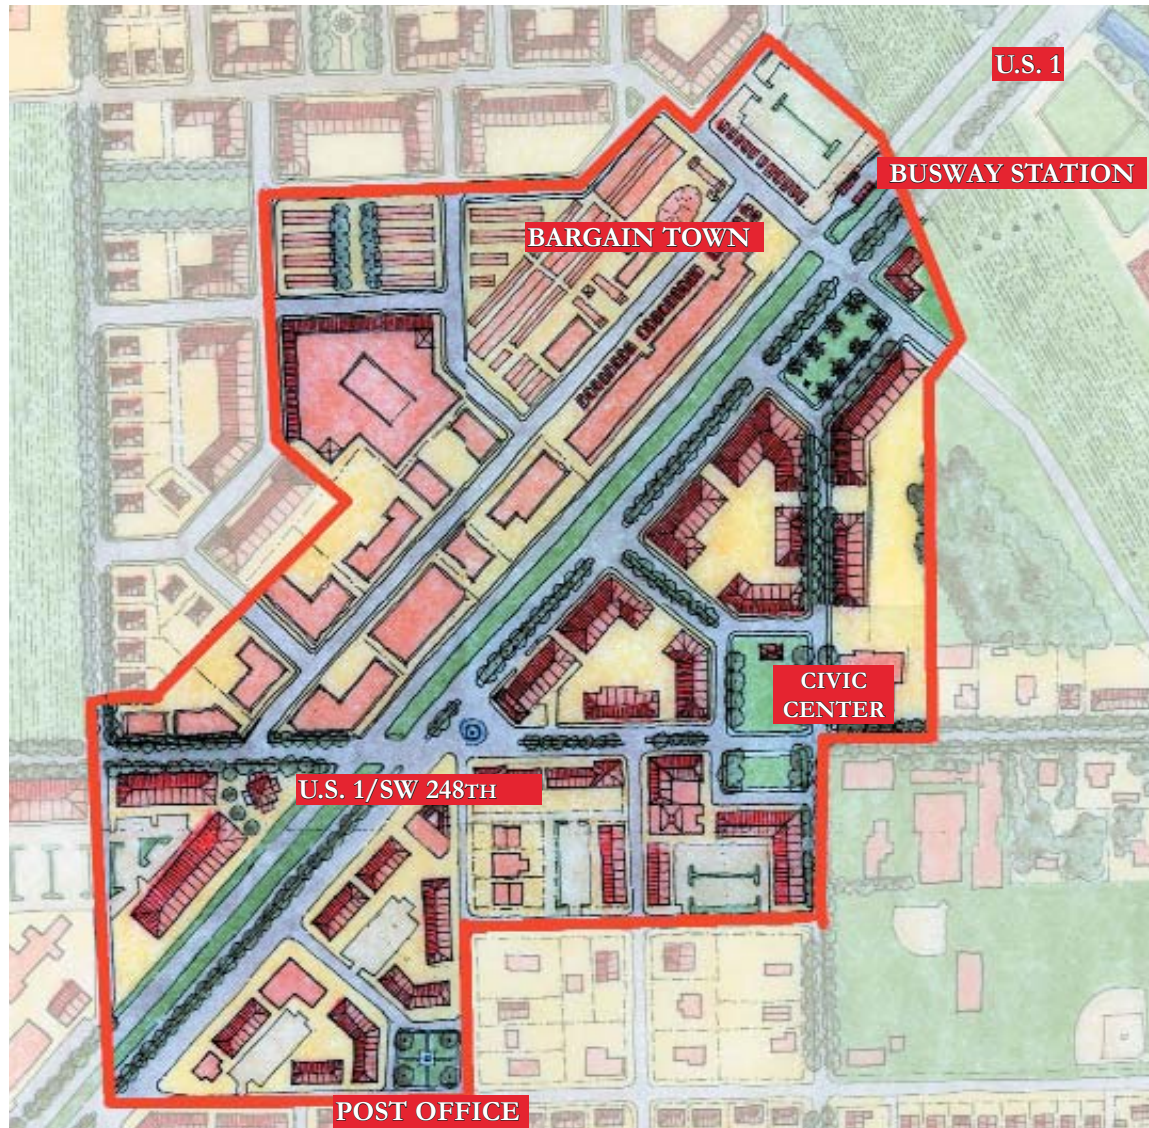 U.S. 1
BUSWAY STATION
BARGAIN TOWN
CIVIC
CENTER
U.S. 1/SW 248TH
POST OFFICE